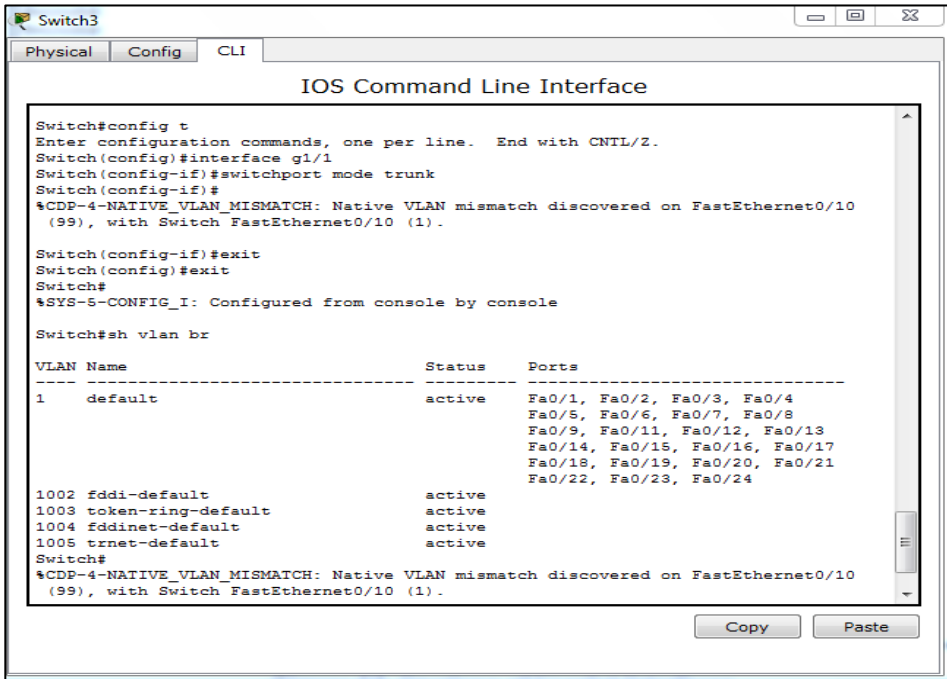 Switch3
Physical Config CLI
IOS Command Line Interface
Switch#config t
Enter configuration commands, one per line. End with CNTL/Z.
Switch(config)#interface g1/1
Switch(config-if)#switchport mode trunk
Switch(config-if)#
%CDP-4-NATIVE_VLAN_MISMATCH: Native VLAN mismatch discovered on FastEthernet0/10
(99), with Switch FastEthernet0/10 (1).
Switch(config-if)#exit
Switch(config)#exit
Switch#
%SYS-5-CONFIG_I: Configured from console by console
Switch#sh vlan br
VLAN Name Status Ports
---- -------------------------------- --------- -------------------------------
1 default active Fa0/1, Fa0/2, Fa0/3, Fa0/4
Fa0/5, Fa0/6, Fa0/7, Fa0/8
Fa0/9, Fa0/11, Fa0/12, Fa0/13
Fa0/14, Fa0/15, Fa0/16, Fa0/17
Fa0/18, Fa0/19, Fa0/20, Fa0/21
Fa0/22, Fa0/23, Fa0/24
1002 fddi-default active
1003 token-ring-default active
1004 fddinet-default active
1005 trnet-default active
Switch#
%CDP-4-NATIVE_VLAN_MISMATCH: Native VLAN mismatch discovered on FastEthernet0/10
(99), with Switch FastEthernet0/10 (1).
Copy Paste